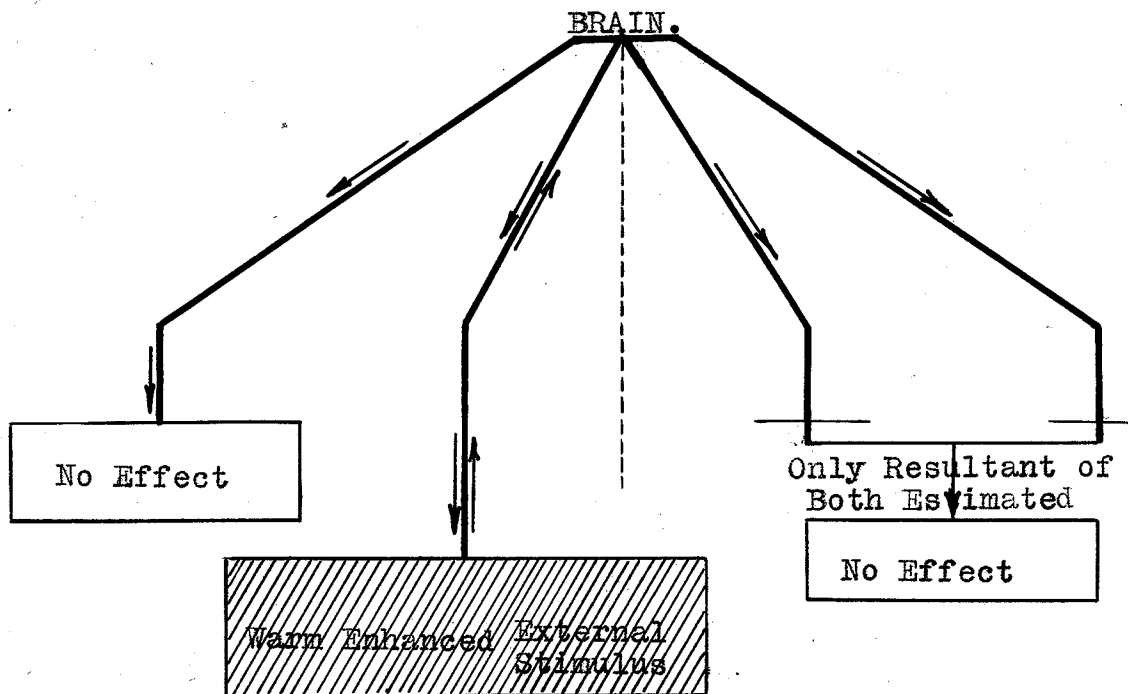 BRAIN.
No Effect
Only Resultant of
Both Estimated
No Effect
Warm Enhanced External
Stimulus